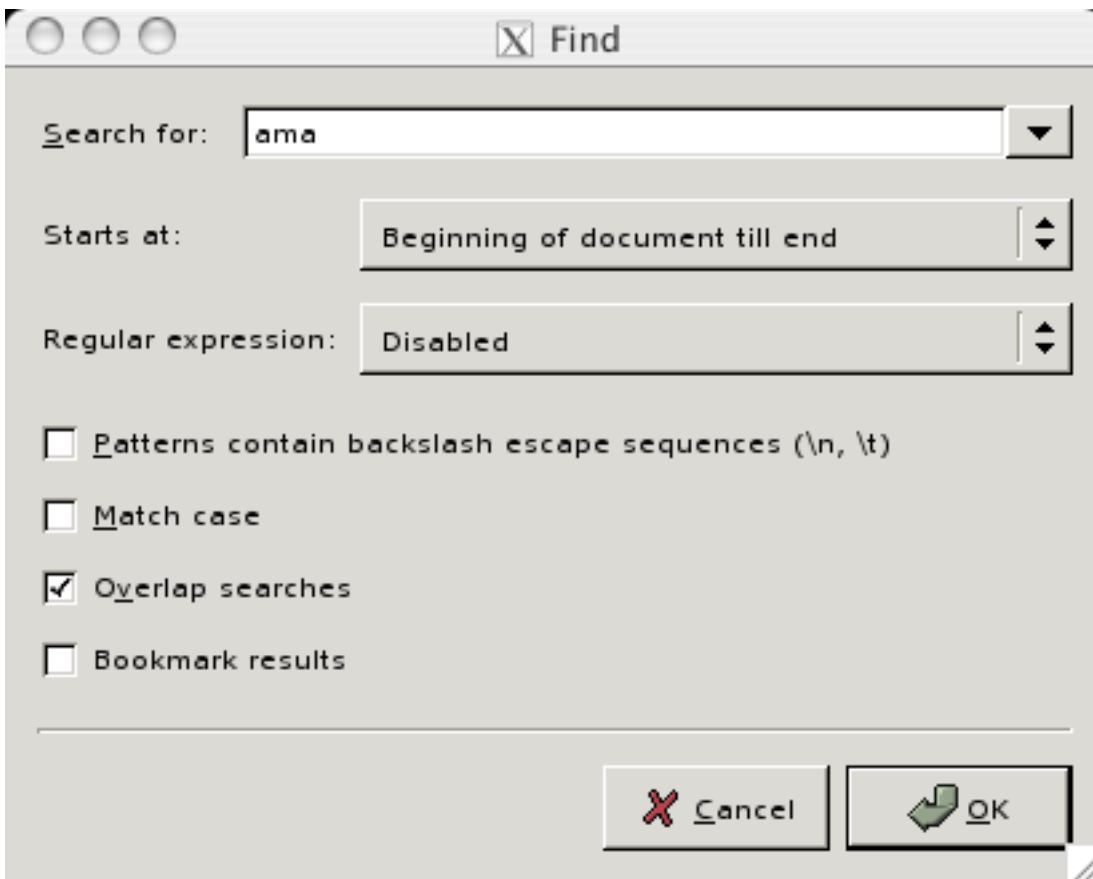 Find
Search for: ama
Starts at: Beginning of document till end
Regular expression: Disabled
Patterns contain backslash escape sequences (\n, \t)
Match case
Overlap searches
Bookmark results
Cancel OK